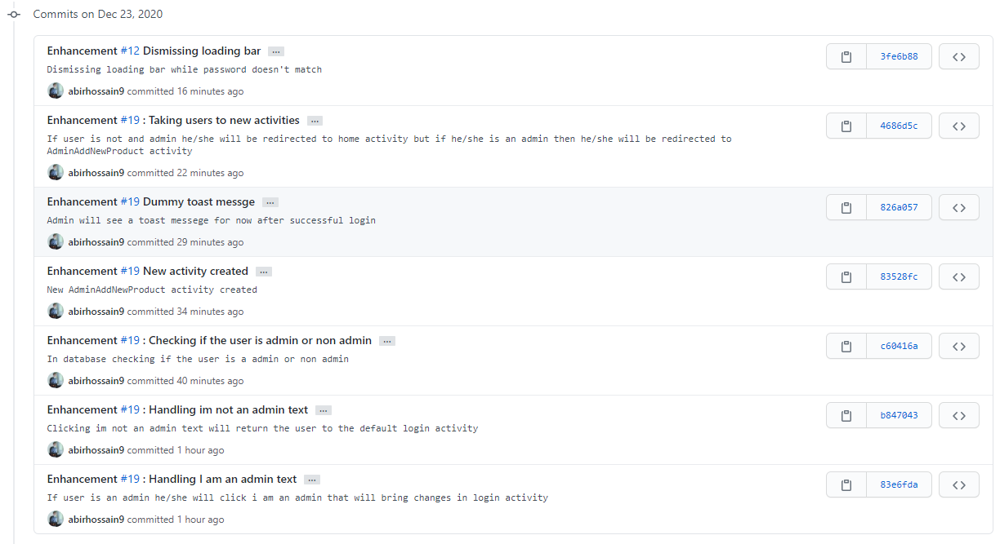 Commits on Dec 23, 2020
Enhancement #12 Dismissing loading bar ...
Dismissing loading bar while password doesn't match
abirhossain9 committed 16 minutes ago
3fe6b88
Enhancement #19 : Taking users to new activities ...
If user is not and admin he/she will be redirected to home activity but if he/she is an admin then he/she will be redirected to
AdminAddNewProduct activity
abirhossain9 committed 22 minutes ago
4686d5c
Enhancement #19 Dummy toast messge ...
Admin will see a toast messege for now after successful login
abirhossain9 committed 29 minutes ago
826a057
Enhancement #19 New activity created ...
New AdminAddNewProduct activity created
abirhossain9 committed 34 minutes ago
83528fc
Enhancement #19 : Checking if the user is admin or non admin ...
In database checking if the user is a admin or non admin
abirhossain9 committed 40 minutes ago
c60416a
Enhancement #19 : Handling im not an admin text ...
Clicking im not an admin text will return the user to the default login activity
abirhossain9 committed 1 hour ago
b847043
Enhancement #19 : Handling I am an admin text ...
If user is an admin he/she will click i am an admin that will bring changes in login activity
abirhossain9 committed 1 hour ago
83e6fda